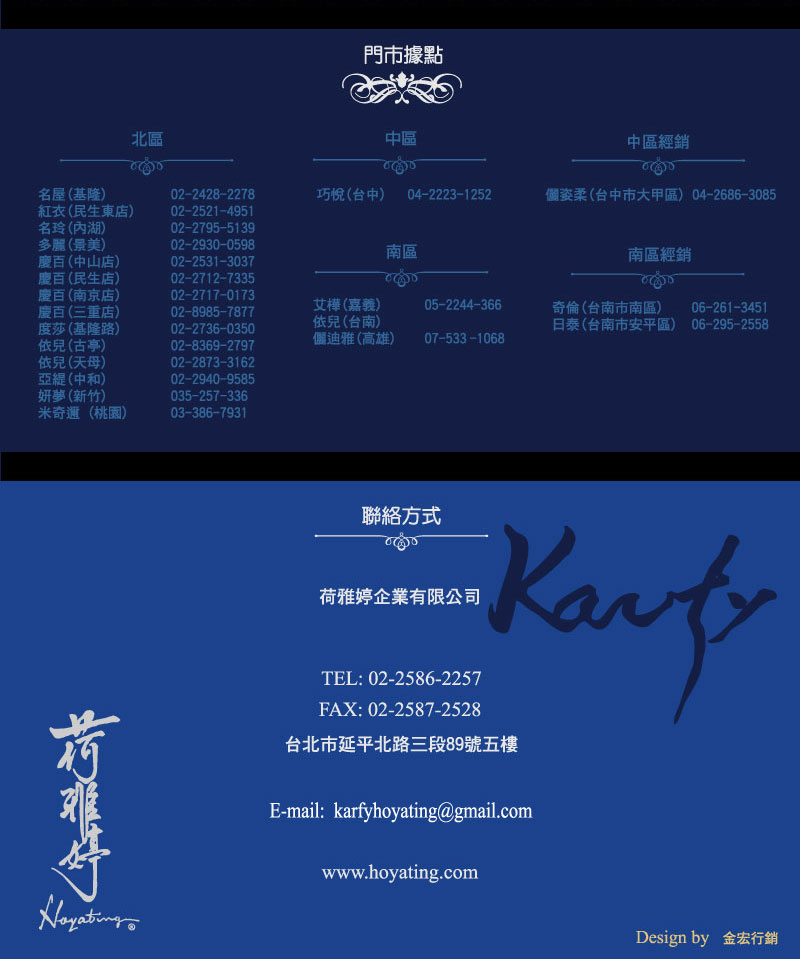 門市據點
北區
名屋(基隆) 02-2428-2278
紅衣(民生東店) 02-2521-4951
名玲(內湖) 02-2795-5139
多麗(景美) 02-2930-0598
慶百(中山店) 02-2531-3037
慶百(民生店) 02-2712-7335
慶百(南京店) 02-2717-0173
慶百(三重店) 02-8985-7877
度莎(基隆路) 02-2736-0350
依兒(古亭) 02-8369-2797
依兒(天母) 02-2873-3162
亞緹(中和) 02-2940-9585
妍夢(新竹) 035-257-336
米奇邐 (桃園) 03-386-7931
中區
巧悅(台中) 04-2223-1252
南區
艾樺(嘉義) 05-2244-366
依兒(台南)
儷迪雅(高雄) 07-533-1068
中區經銷
儷姿柔(台中市大甲區) 04-2686-3085
南區經銷
奇倫(台南市南區) 06-261-3451
日泰(台南市安平區) 06-295-2558
聯絡方式
荷雅婷企業有限公司
Karfy
TEL: 02-2586-2257
FAX: 02-2587-2528
台北市延平北路三段89號五樓
E-mail: karfyhoyating@gmail.com
www.hoyating.com
荷雅婷
Hoyating®
Design by 金宏行銷